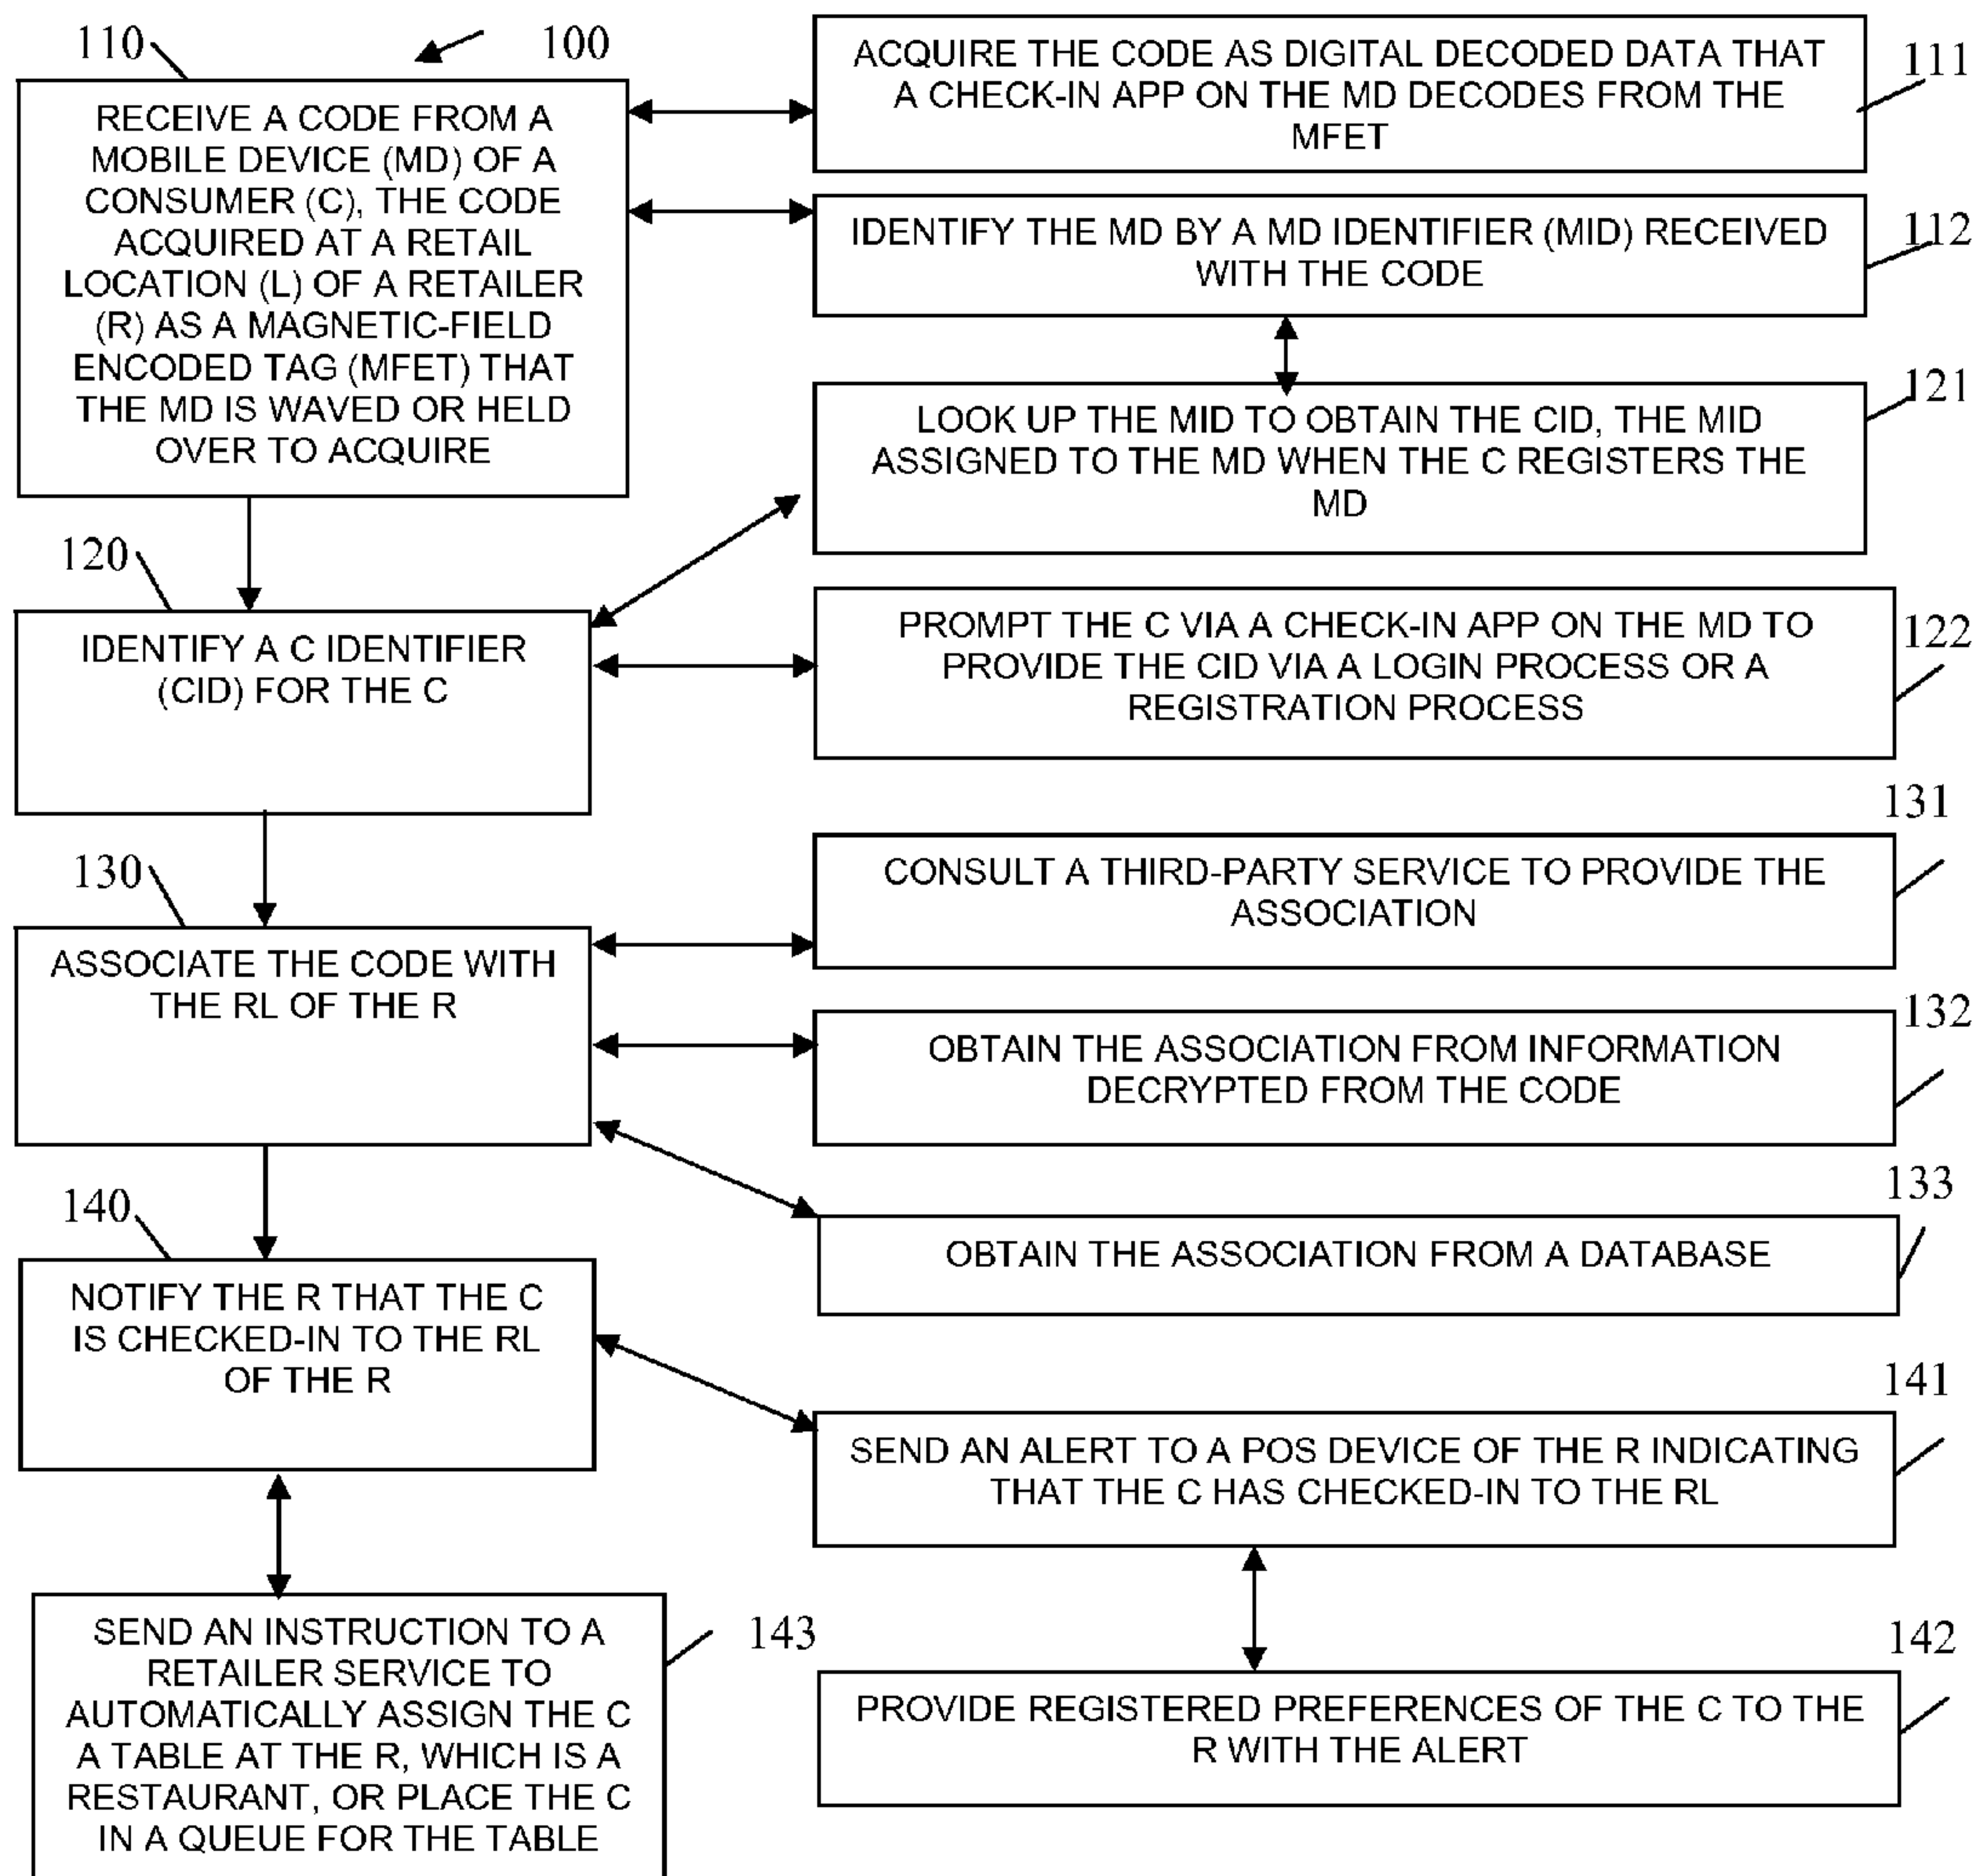 110
100
RECEIVE A CODE FROM A
MOBILE DEVICE (MD) OF A
CONSUMER (C), THE CODE
ACQUIRED AT A RETAIL
LOCATION (L) OF A RETAILER
(R) AS A MAGNETIC-FIELD
ENCODED TAG (MFET) THAT
THE MD IS WAVED OR HELD
OVER TO ACQUIRE
ACQUIRE THE CODE AS DIGITAL DECODED DATA THAT
A CHECK-IN APP ON THE MD DECODES FROM THE
MFET
111
IDENTIFY THE MD BY A MD IDENTIFIER (MID) RECEIVED
WITH THE CODE
112
LOOK UP THE MID TO OBTAIN THE CID, THE MID
ASSIGNED TO THE MD WHEN THE C REGISTERS THE
MD
121
120
IDENTIFY A C IDENTIFIER
(CID) FOR THE C
PROMPT THE C VIA A CHECK-IN APP ON THE MD TO
PROVIDE THE CID VIA A LOGIN PROCESS OR A
REGISTRATION PROCESS
122
130
ASSOCIATE THE CODE WITH
THE RL OF THE R
131
CONSULT A THIRD-PARTY SERVICE TO PROVIDE THE
ASSOCIATION
132
OBTAIN THE ASSOCIATION FROM INFORMATION
DECRYPTED FROM THE CODE
133
OBTAIN THE ASSOCIATION FROM A DATABASE
140
NOTIFY THE R THAT THE C
IS CHECKED-IN TO THE RL
OF THE R
141
SEND AN ALERT TO A POS DEVICE OF THE R INDICATING
THAT THE C HAS CHECKED-IN TO THE RL
142
PROVIDE REGISTERED PREFERENCES OF THE C TO THE
R WITH THE ALERT
143
SEND AN INSTRUCTION TO A
RETAILER SERVICE TO
AUTOMATICALLY ASSIGN THE C
A TABLE AT THE R, WHICH IS A
RESTAURANT, OR PLACE THE C
IN A QUEUE FOR THE TABLE